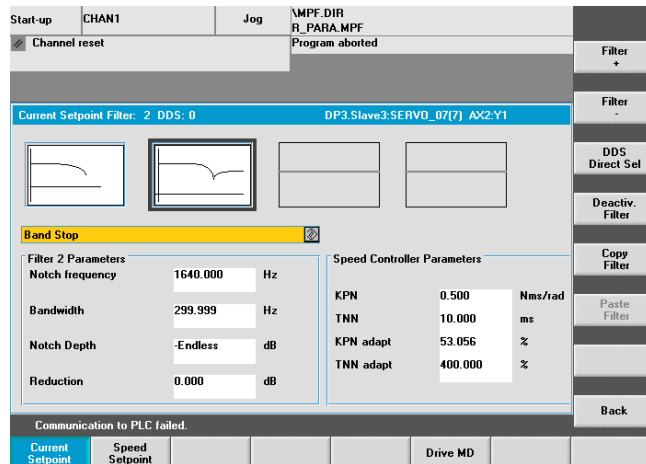 Start-up CHAN1 Jog \MPF.DIR
R_PARA.MPF
Channel reset Program aborted
Filter
+
Current Setpoint Filter: 2 DDS: 0 DP3.Slave3:SERVO_07(7) AX2:Y1
Filter
-
DDS
Direct Sel
Deactiv.
Filter
Band Stop
Filter 2 Parameters
Notch frequency 1640.000 Hz
Bandwidth 299.999 Hz
Notch Depth -Endless dB
Reduction 0.000 dB
Speed Controller Parameters
KPN 0.500 Nms/rad
TNN 10.000 ms
KPN adapt 53.056 %
TNN adapt 400.000 %
Copy
Filter
Paste
Filter
Back
Communication to PLC failed.
Current
Setpoint
Speed
Setpoint
Drive MD